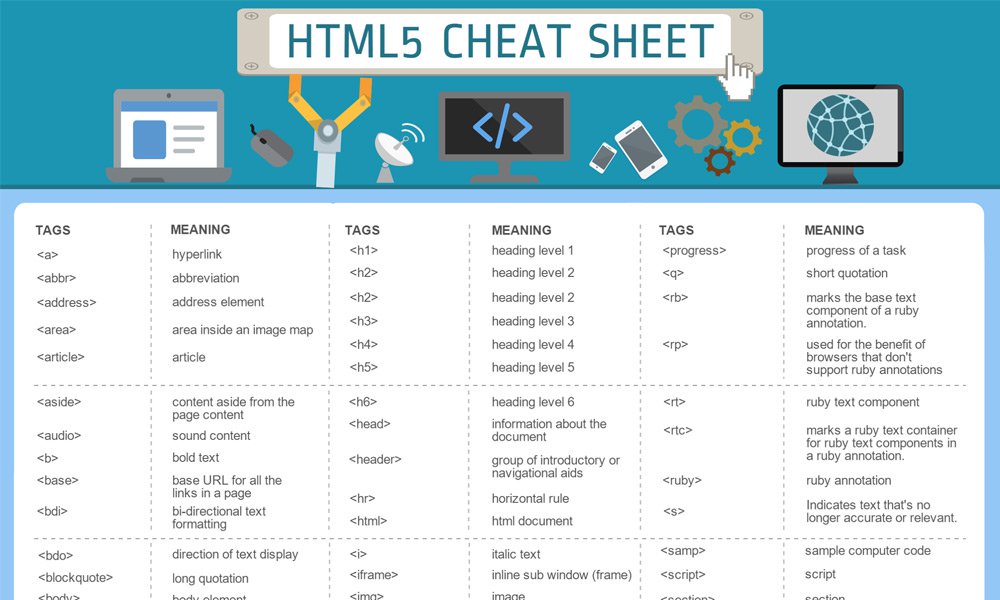 HTML5 CHEAT SHEET
</>
TAGS MEANING
<a> hyperlink
<abbr> abbreviation
<address> address element
<area> area inside an image map
<article> article
<aside> content aside from the
page content
<audio> sound content
<b> bold text
<base> base URL for all the
links in a page
<bdi> bi-directional text
formatting
<bdo> direction of text display
<blockquote> long quotation
<body> body element
TAGS MEANING
<h1> heading level 1
<h2> heading level 2
<h2> heading level 2
<h3> heading level 3
<h4> heading level 4
<h5> heading level 5
<h6> heading level 6
<head> information about the
document
<header> group of introductory or
navigational aids
<hr> horizontal rule
<html> html document
<i> italic text
<iframe> inline sub window (frame)
<img> image
TAGS MEANING
<progress> progress of a task
<q> short quotation
<rb> marks the base text
component of a ruby
annotation.
<rp> used for the benefit of
browsers that don't
support ruby annotations
<rt> ruby text component
<rtc> marks a ruby text container
for ruby text components in
a ruby annotation.
<ruby> ruby annotation
<s> Indicates text that's no
longer accurate or relevant.
<samp> sample computer code
<script> script
<section> section